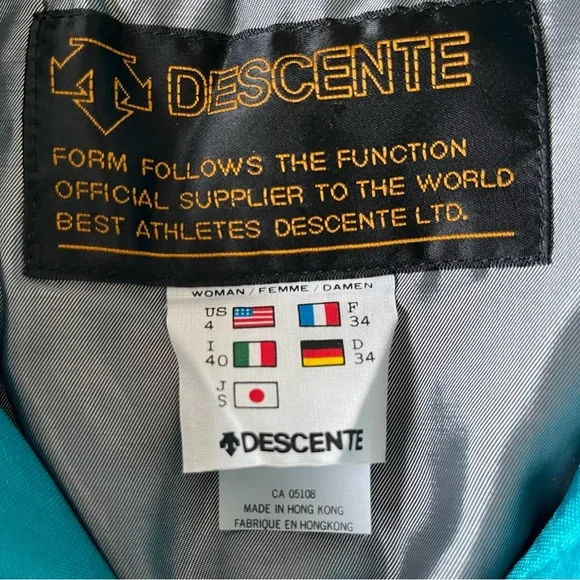 DESCENTE
FORM FOLLOWS THE FUNCTION
OFFICIAL SUPPLIER TO THE WORLD
BEST ATHLETES DESCENTE LTD.
WOMAN / FEMME / DAMEN
US 4 F 34
I 40 D 34
J S
DESCENTE
CA 05108
MADE IN HONG KONG
FABRIQUE EN HONGKONG